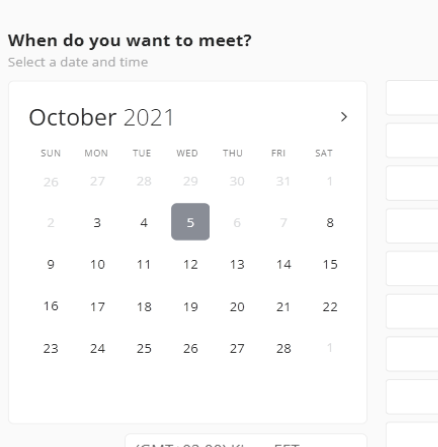 When do you want to meet?
Select a date and time
October 2021
SUN MON TUE WED THU FRI SAT
26 27 28 29 30 31 1
2 3 4 5 6 7 8
9 10 11 12 13 14 15
16 17 18 19 20 21 22
23 24 25 26 27 28 1